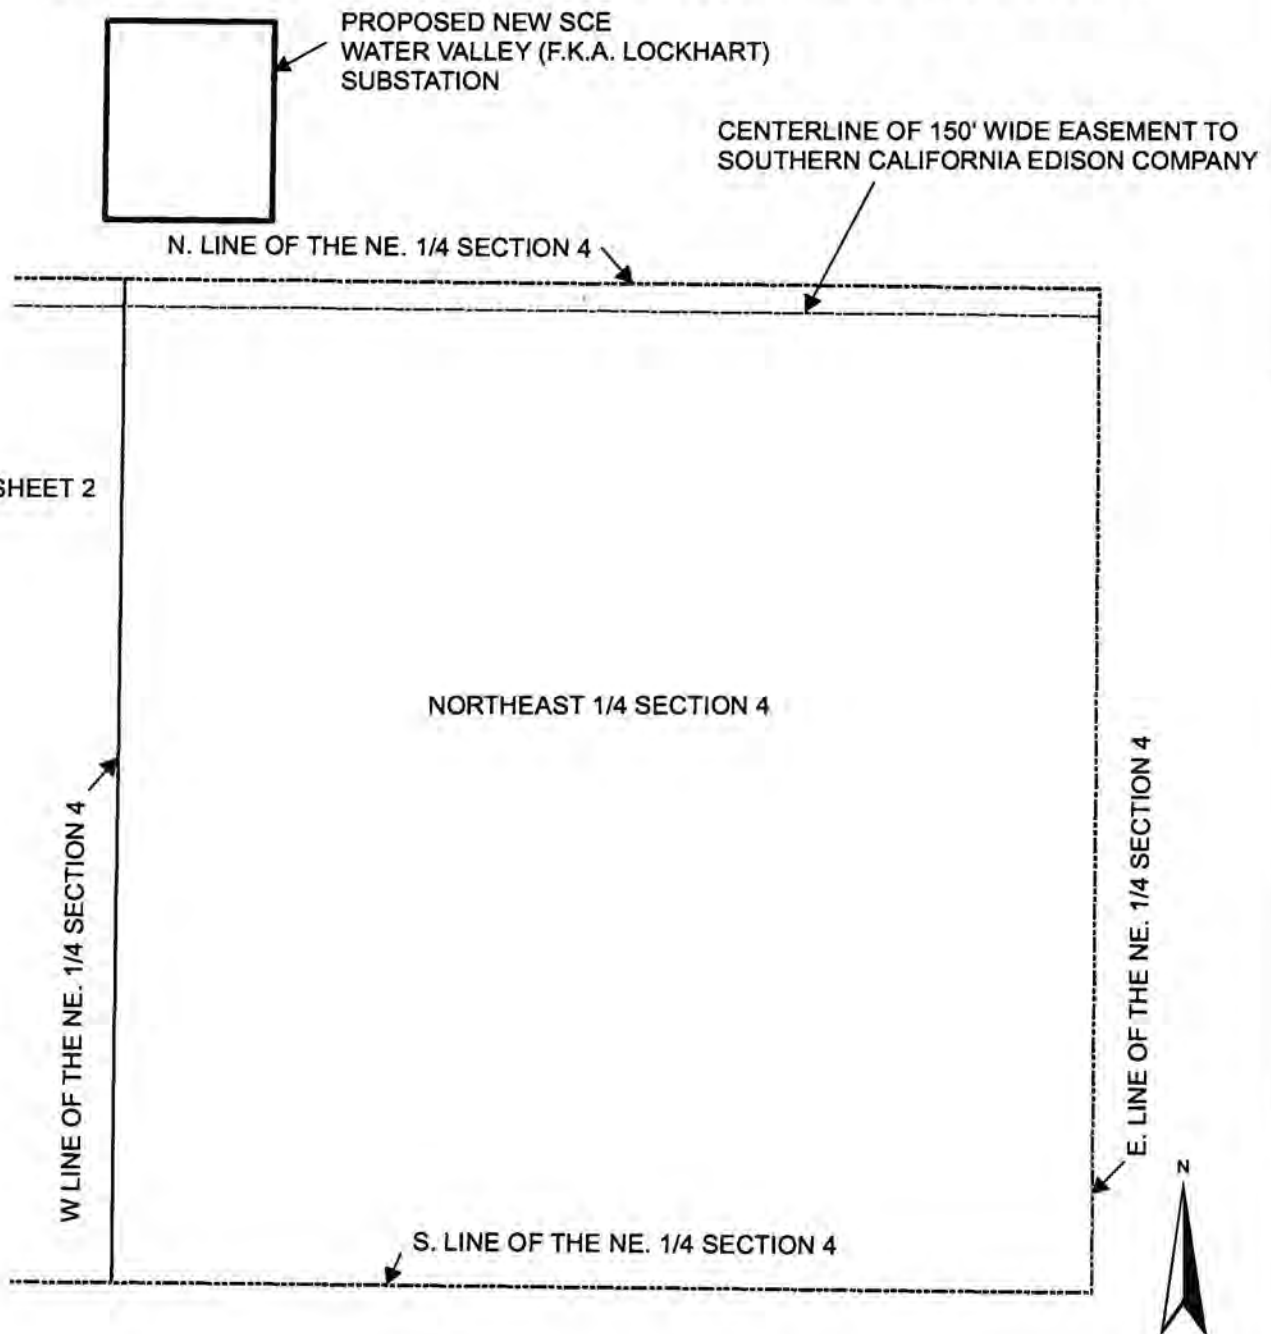 PROPOSED NEW SCE
WATER VALLEY (F.K.A. LOCKHART)
SUBSTATION
CENTERLINE OF 150' WIDE EASEMENT TO
SOUTHERN CALIFORNIA EDISON COMPANY
N. LINE OF THE NE. 1/4 SECTION 4
SHEET 2
NORTHEAST 1/4 SECTION 4
W LINE OF THE NE. 1/4 SECTION 4
E. LINE OF THE NE. 1/4 SECTION 4
S. LINE OF THE NE. 1/4 SECTION 4
N